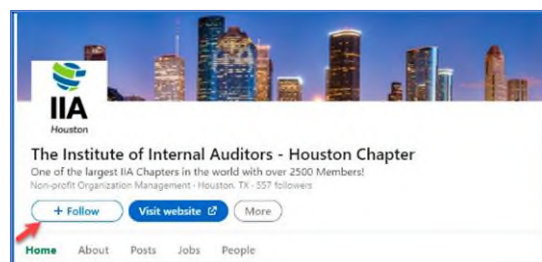 IIA
Houston
The Institute of Internal Auditors - Houston Chapter
One of the largest IIA Chapters in the world with over 2500 Members!
Non-profit Organization Management · Houston, TX · 557 followers
+ Follow Visit website More
Home About Posts Jobs People